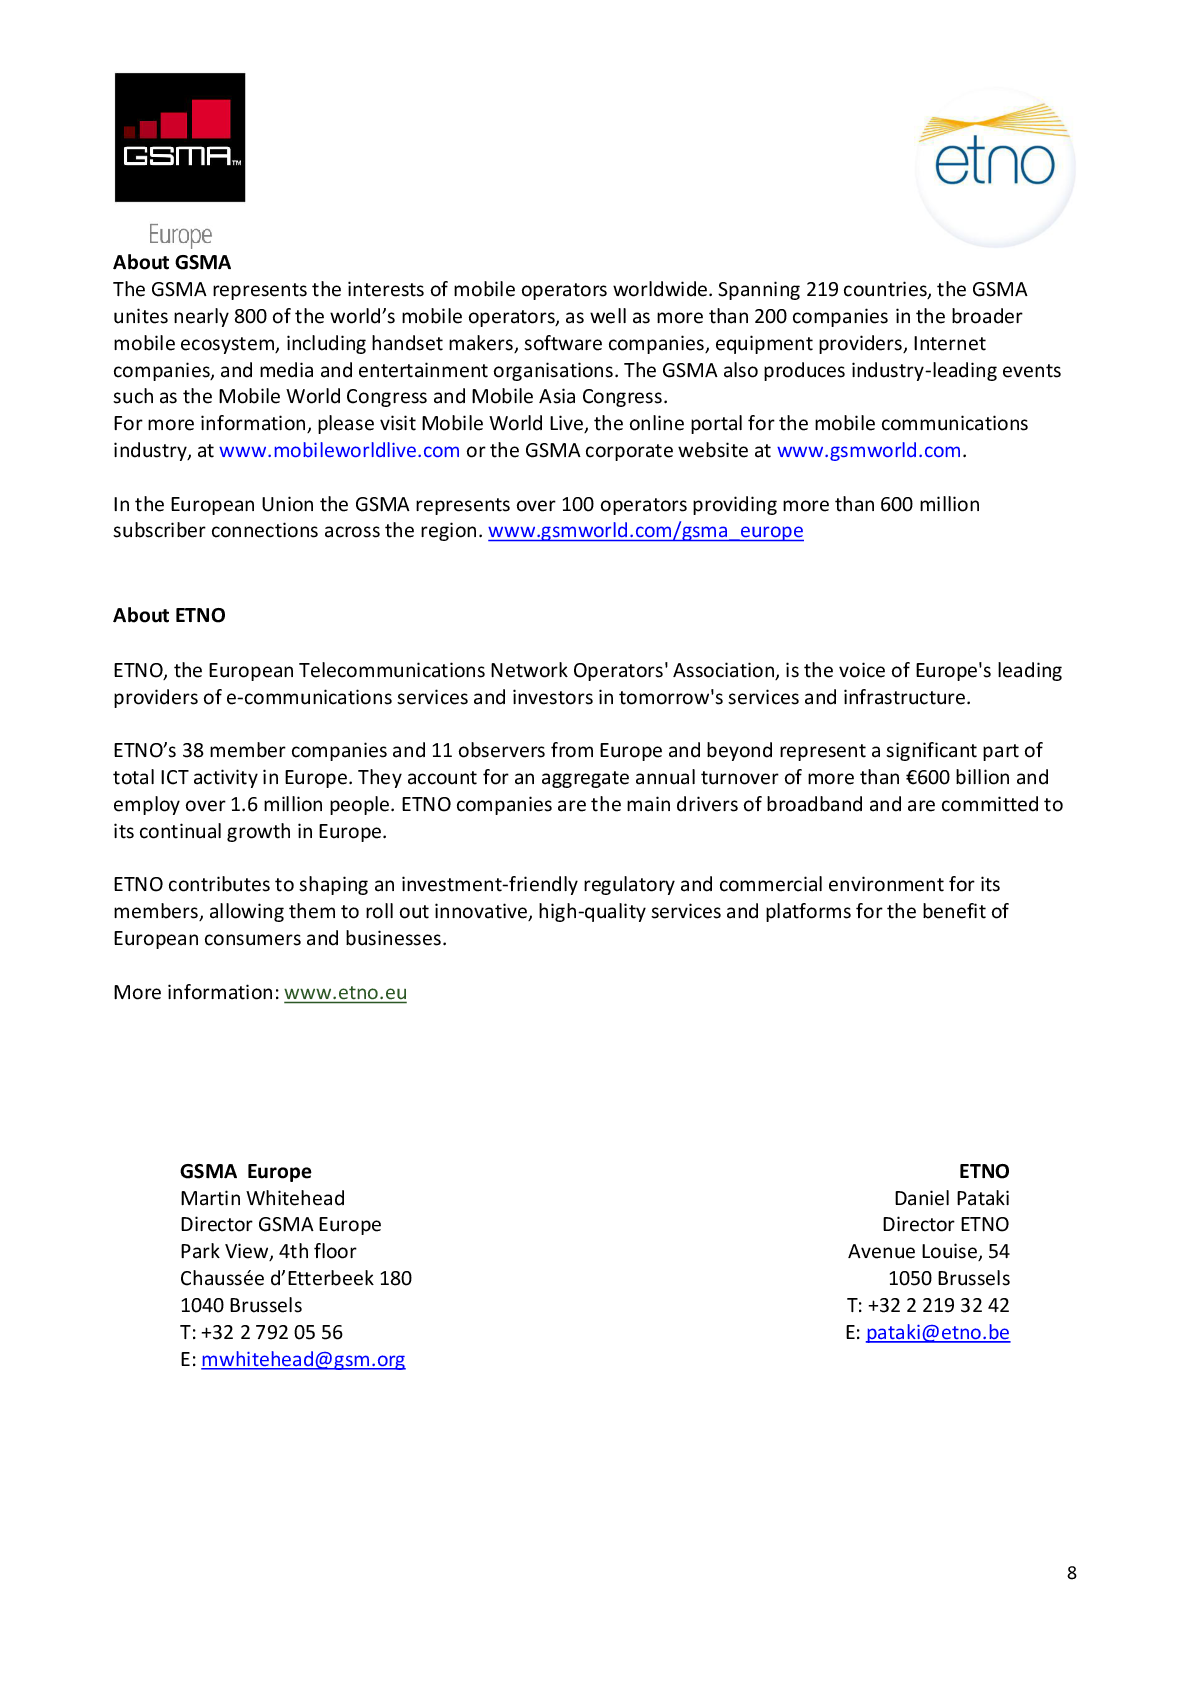 GSMA™
etno
Europe
About GSMA
The GSMA represents the interests of mobile operators worldwide. Spanning 219 countries, the GSMA
unites nearly 800 of the world’s mobile operators, as well as more than 200 companies in the broader
mobile ecosystem, including handset makers, software companies, equipment providers, Internet
companies, and media and entertainment organisations. The GSMA also produces industry-leading events
such as the Mobile World Congress and Mobile Asia Congress.
For more information, please visit Mobile World Live, the online portal for the mobile communications
industry, at www.mobileworldlive.com or the GSMA corporate website at www.gsmworld.com.
In the European Union the GSMA represents over 100 operators providing more than 600 million
subscriber connections across the region. www.gsmworld.com/gsma_europe
About ETNO
ETNO, the European Telecommunications Network Operators' Association, is the voice of Europe's leading
providers of e-communications services and investors in tomorrow's services and infrastructure.
ETNO’s 38 member companies and 11 observers from Europe and beyond represent a significant part of
total ICT activity in Europe. They account for an aggregate annual turnover of more than €600 billion and
employ over 1.6 million people. ETNO companies are the main drivers of broadband and are committed to
its continual growth in Europe.
ETNO contributes to shaping an investment-friendly regulatory and commercial environment for its
members, allowing them to roll out innovative, high-quality services and platforms for the benefit of
European consumers and businesses.
More information: www.etno.eu
GSMA  Europe
Martin Whitehead
Director GSMA Europe
Park View, 4th floor
Chaussée d’Etterbeek 180
1040 Brussels
T: +32 2 792 05 56
E: mwhitehead@gsm.org
ETNO
Daniel Pataki
Director ETNO
Avenue Louise, 54
1050 Brussels
T: +32 2 219 32 42
E: pataki@etno.be
8